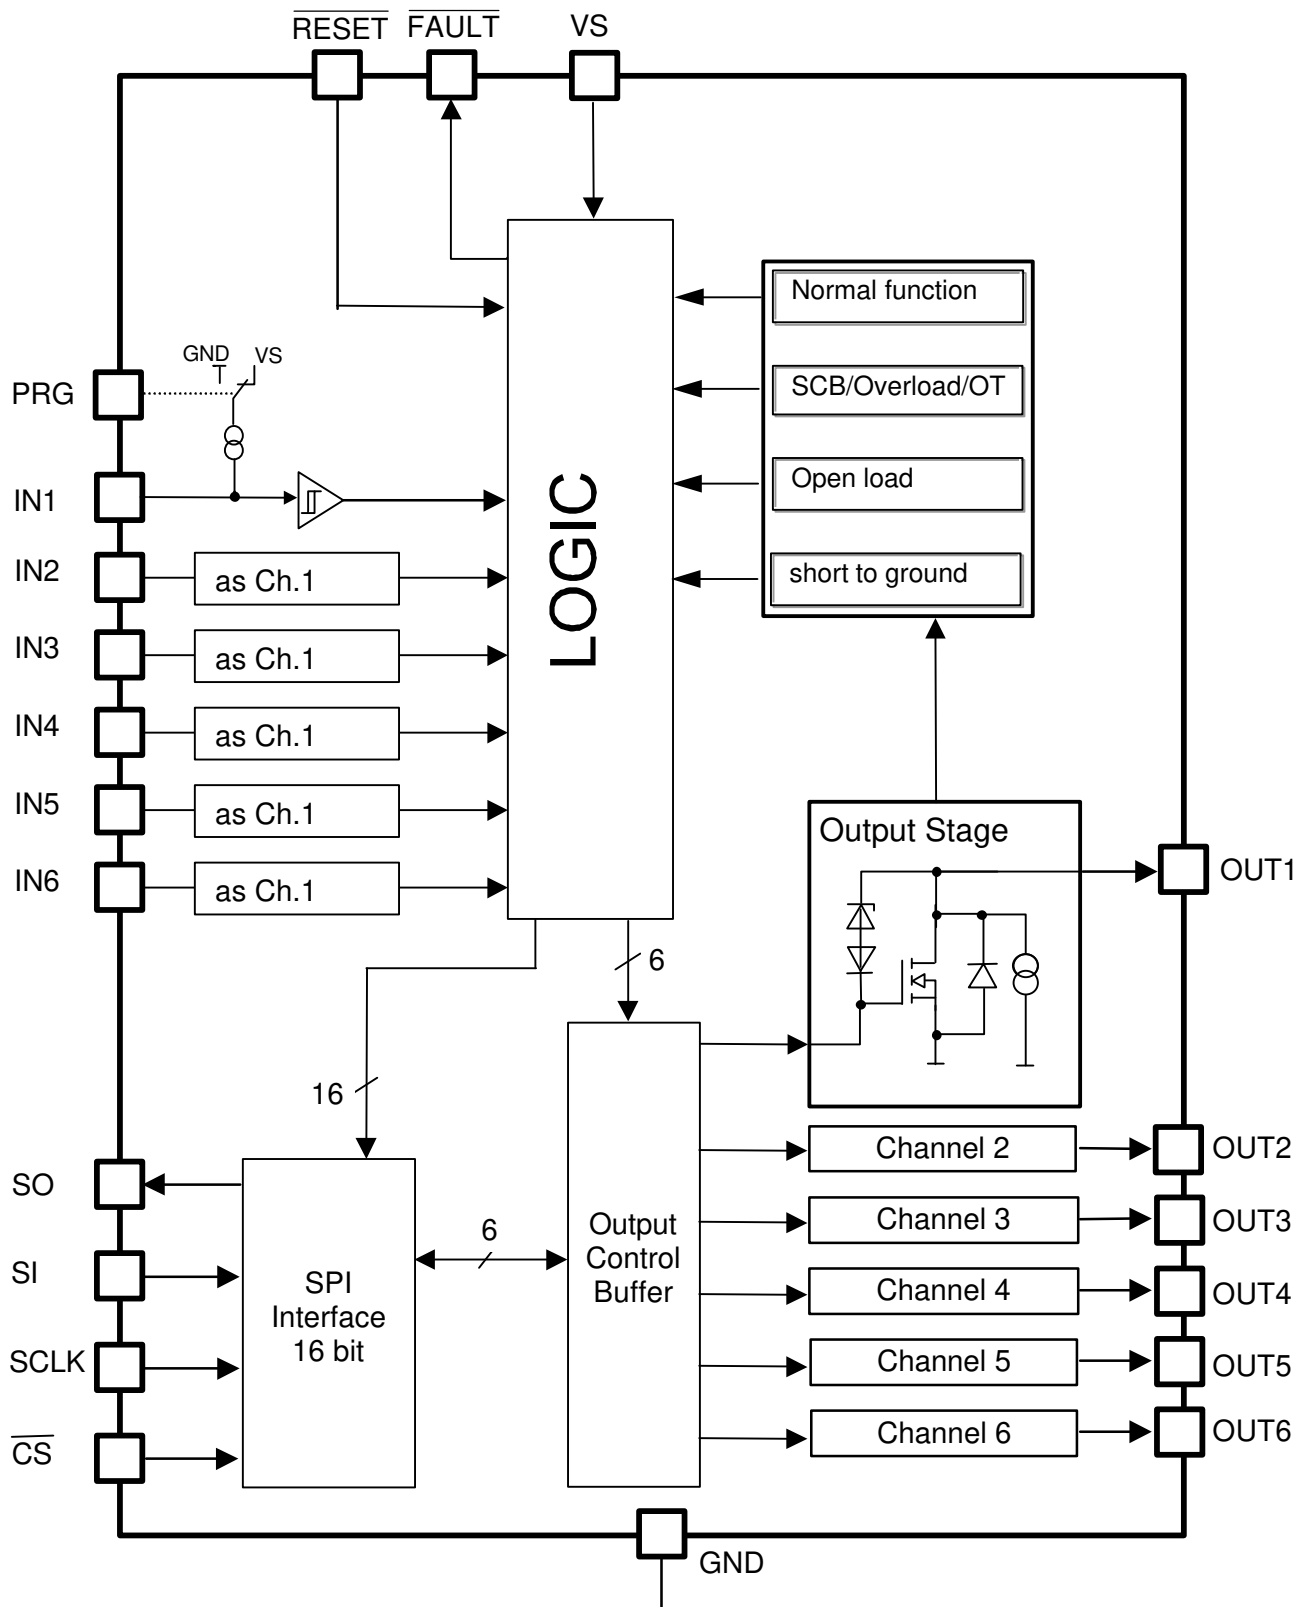 RESET FAULT VS
Normal function
GND VS
PRG
SCB/Overload/OT
IN1
Open load
LOGIC
IN2 as Ch.1
short to ground
IN3 as Ch.1
IN4 as Ch.1
IN5 as Ch.1
Output Stage
IN6 as Ch.1
OUT1
6
16
Channel 2 OUT2
SO
Channel 3 OUT3
6
Output
Control
Buffer
SI
SPI
Interface
16 bit
Channel 4 OUT4
SCLK
Channel 5 OUT5
CS
Channel 6 OUT6
GND